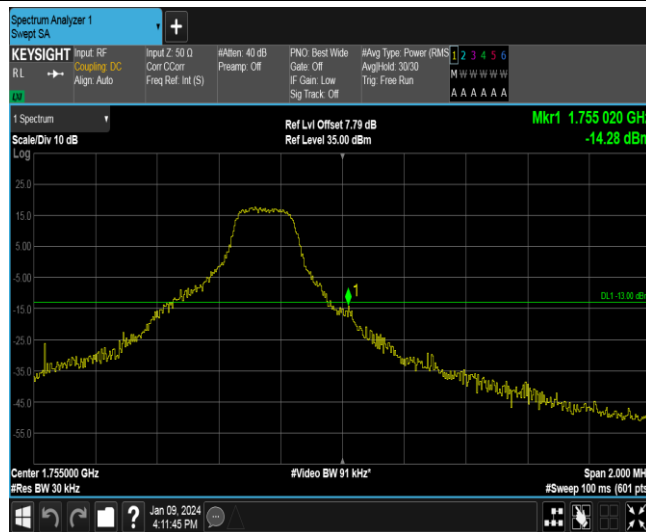 Spectrum Analyzer 1
Swept SA
+
KEYSIGHT Input: RF Input Z: 50 Ω #Atten: 40 dB PNO: Best Wide #Avg Type: Power (RMS 1 2 3 4 5 6
RL Coupling: DC Corr CCorr Preamp: Off Gate: Off Avg|Hold: 30/30 M W W W W W
Align: Auto Freq Ref: Int (S) IF Gain: Low Trig: Free Run
Sig Track: Off A A A A A A
1 Spectrum Ref Lvl Offset 7.79 dB Mkr1 1.755 020 GHz
Scale/Div 10 dB Ref Level 35.00 dBm -14.28 dBm
Log
25.0
15.0
5.00
-5.00
1
DL1 -13.00 dBm
-15.0
-25.0
-35.0
-45.0
-55.0
Center 1.755000 GHz #Video BW 91 kHz* Span 2.000 MH
#Res BW 30 kHz #Sweep 100 ms (601 pts
? Jan 09, 2024
4:11:45 PM